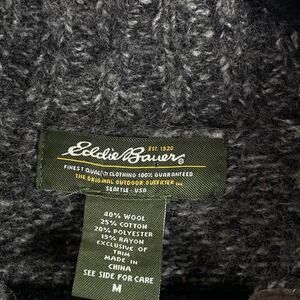 EST. 1920
Eddie Bauer
FINEST QUALITY CLOTHING 100% GUARANTEED
THE ORIGINAL OUTDOOR OUTFITTER TM
SEATTLE - USA
40% WOOL
25% COTTON
20% POLYESTER
15% RAYON
EXCLUSIVE OF
TRIM
MADE IN
CHINA
SEE SIDE FOR CARE
M